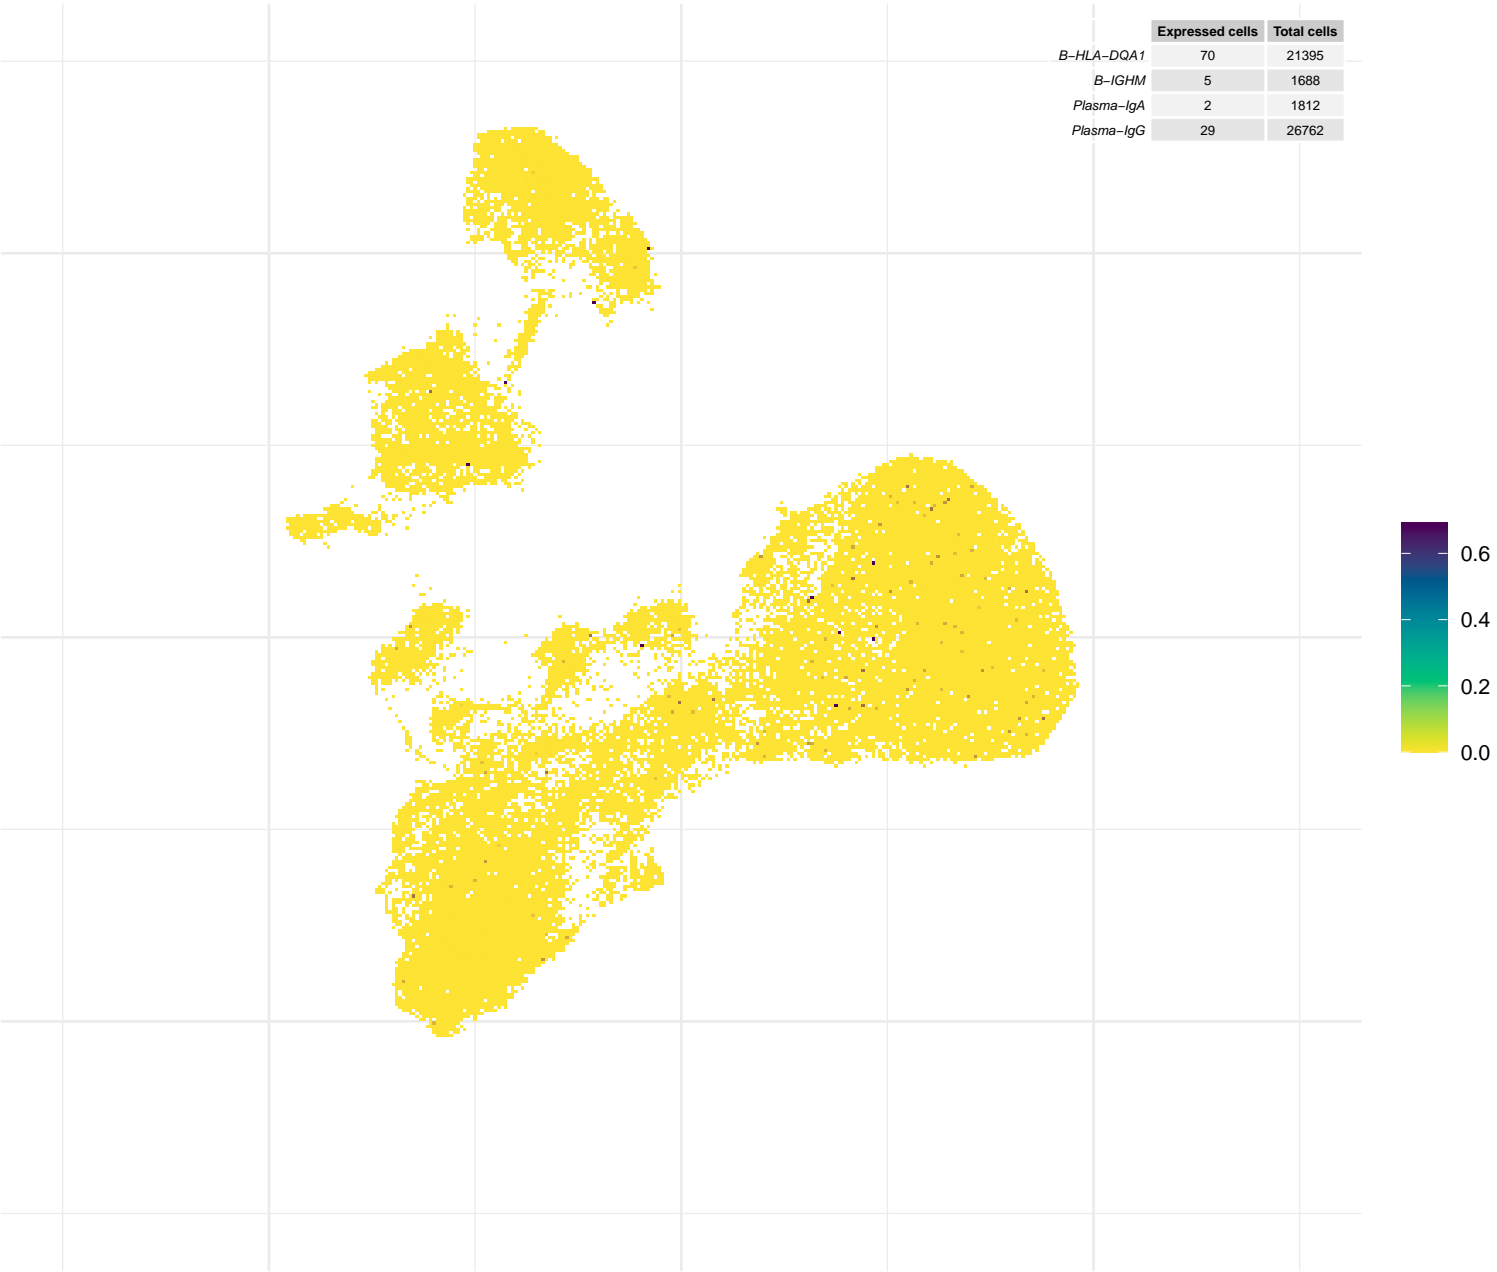 Expressed cells Total cells
B−HLA−DQA1 70 21395
B−IGHM 5 1688
Plasma−IgA 2 1812
Plasma−IgG 29 26762
0.6
0.4
0.2
0.0